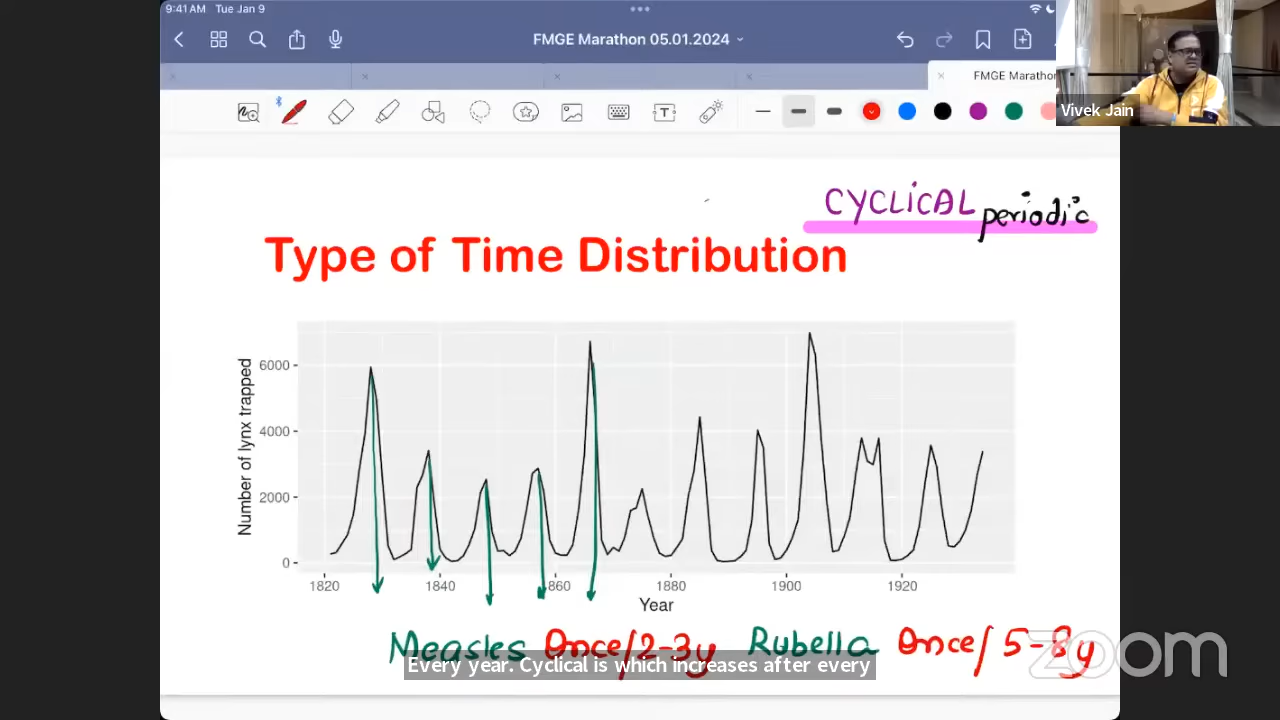 9:41 AM Tue Jan 9
FMGE Marathon 05.01.2024
FMGE Marathon
Vivek Jain
CYCLICAL periodic
Type of Time Distribution
Number of lynx trapped
6000
4000
2000
0
1820 1840 1860 1880 1900 1920
Year
Measles Once/2-3y Rubella Once/5-8y
Every year. Cyclical is which increases after every
zoom